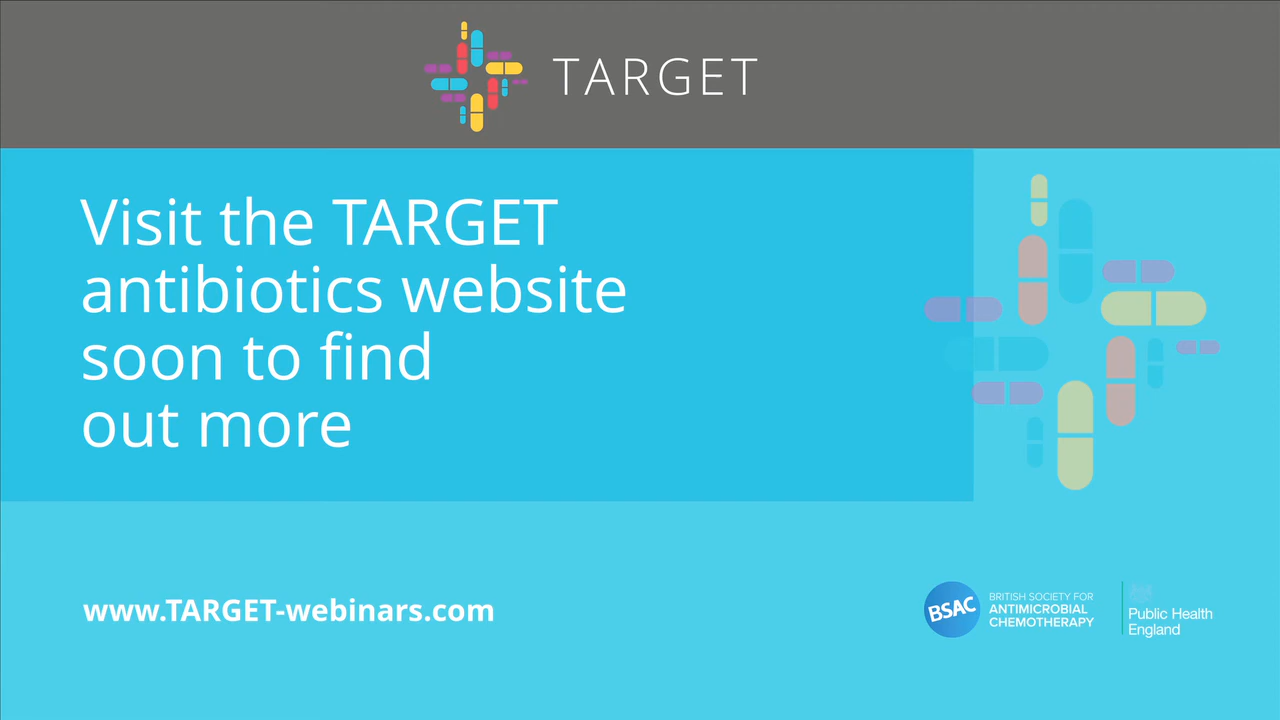 TARGET
Visit the TARGET
antibiotics website
soon to find
out more
www.TARGET-webinars.com
BSAC
BRITISH SOCIETY FOR
ANTIMICROBIAL
CHEMOTHERAPY
Public Health
England